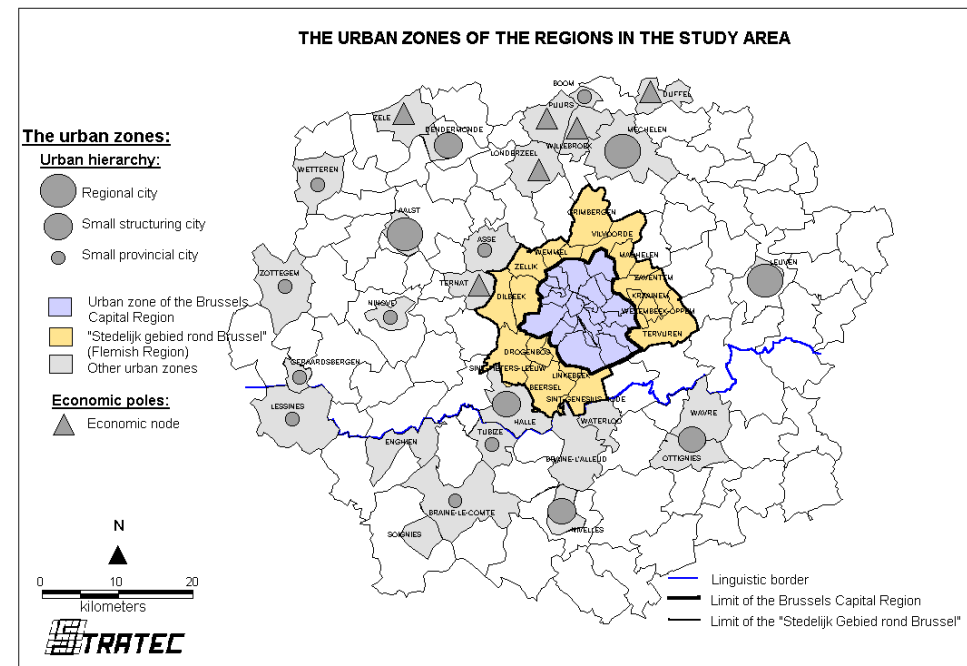 THE URBAN ZONES OF THE REGIONS IN THE STUDY AREA
The urban zones:
Urban hierarchy:
Regional city
Small structuring city
Small provincial city
Urban zone of the Brussels
Capital Region
"Stedelijk gebied rond Brussel"
(Flemish Region)
Other urban zones
Economic poles:
Economic node
N
0 10 20
kilometers
STRATEC
BOOM
DUFFEL
PUURS
ZELE
DENDERMONDE
MECHELEN
WILLEBROEK
LONDERZEEL
WETTEREN
GRIMBERGEN
AALST
VILVOORDE
ASSE
WEMMEL
MACHELEN
ZELLIK
LEUVEN
ZOTTEGEM
ZAVENTEM
TERNAT
DILBEEK
KRAAINEM
NINOVE
WEZEMBEEK-OPPEM
TERVUREN
DROGENBOS
GERAARDSBERGEN
SINT-PIETERS-LEEUW
LINKEBEEK
BEERSEL
SINT-GENESIUS-RODE
LESSINES
WAVRE
HALLE
WATERLOO
TUBIZE
ENGHIEN
BRAINE-L'ALLEUD
OTTIGNIES
BRAINE-LE-COMTE
NIVELLES
SOIGNIES
Linguistic border
Limit of the Brussels Capital Region
Limit of the "Stedelijk Gebied rond Brussel"